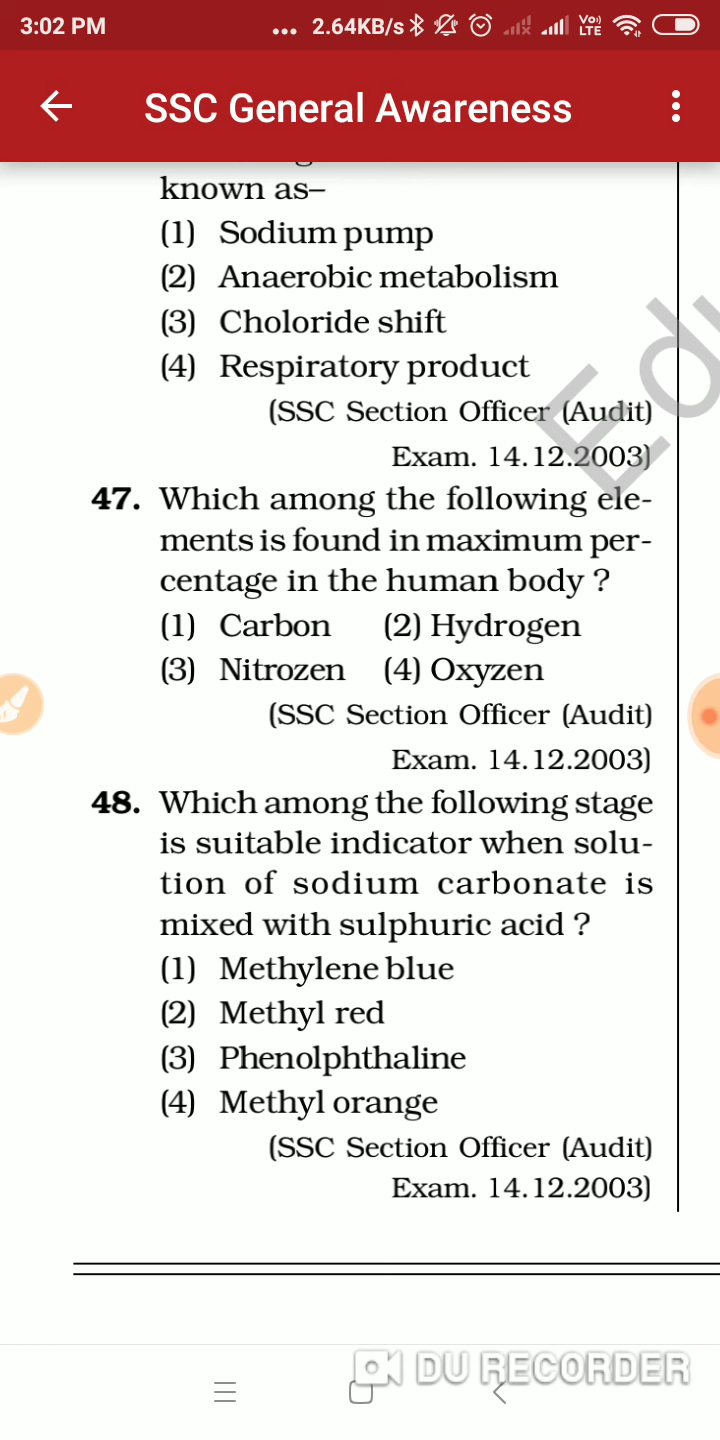 3:02 PM
... 2.64KB/s Vo)) LTE
SSC General Awareness
known as–
(1) Sodium pump
(2) Anaerobic metabolism
(3) Choloride shift
(4) Respiratory product
(SSC Section Officer (Audit)
Exam. 14.12.2003)
47. Which among the following ele-
ments is found in maximum per-
centage in the human body ?
(1) Carbon (2) Hydrogen
(3) Nitrozen (4) Oxyzen
(SSC Section Officer (Audit)
Exam. 14.12.2003)
48. Which among the following stage
is suitable indicator when solu-
tion of sodium carbonate is
mixed with sulphuric acid ?
(1) Methylene blue
(2) Methyl red
(3) Phenolphthaline
(4) Methyl orange
(SSC Section Officer (Audit)
Exam. 14.12.2003)
DU RECORDER